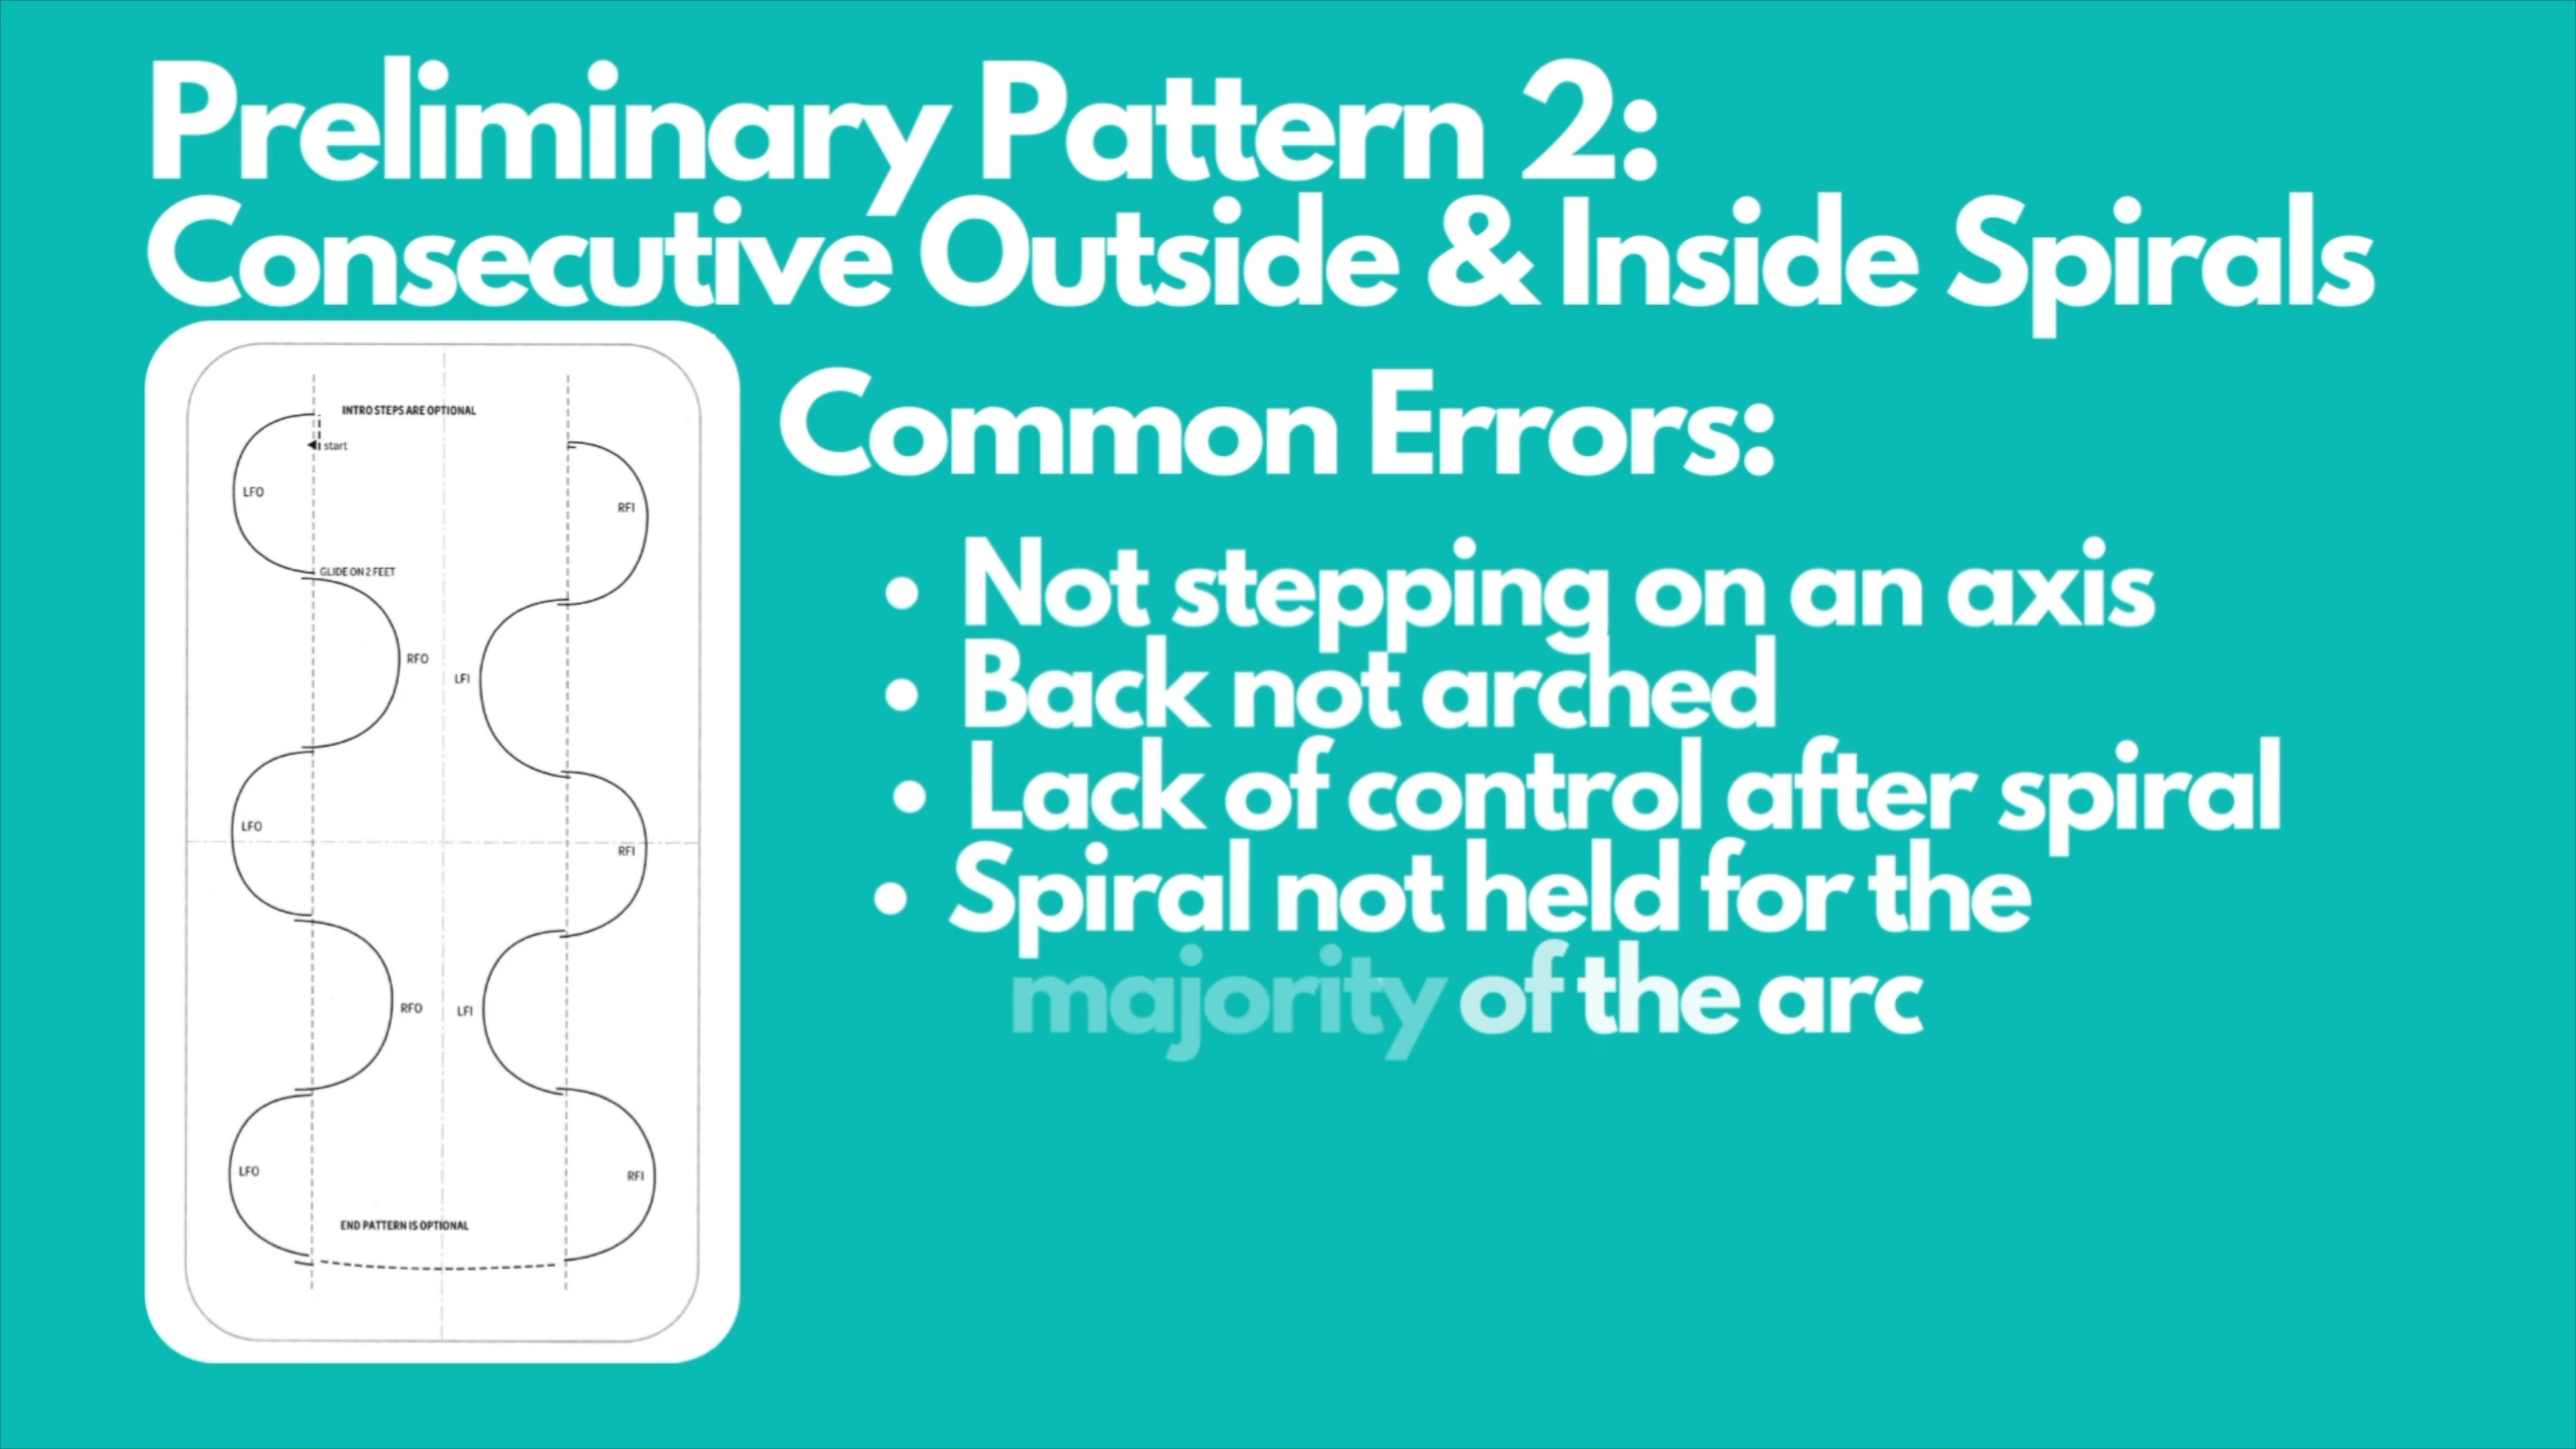 Preliminary Pattern 2:
Consecutive Outside & Inside Spirals
INTRO STEPS ARE OPTIONAL
start
LFO
RFI
GLIDE ON 2 FEET
RFO
LFI
LFO
RFI
RFO
LFI
LFO
RFI
END PATTERN IS OPTIONAL
Common Errors:
• Not stepping on an axis
• Back not arched
• Lack of control after spiral
• Spiral not held for the
majority of the arc